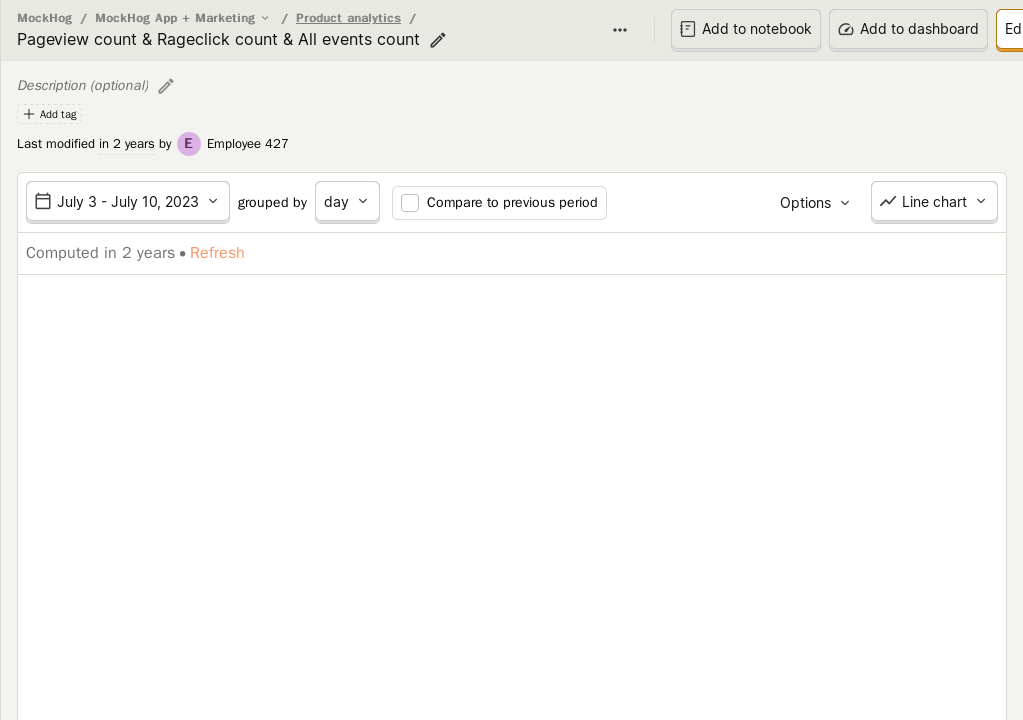 MockHog / MockHog App + Marketing / Product analytics /
Pageview count & Rageclick count & All events count
Add to notebook
Add to dashboard
Ed
Description (optional)
Add tag
Last modified in 2 years by E Employee 427
July 3 - July 10, 2023 grouped by day Compare to previous period Options Line chart
Computed in 2 years • Refresh